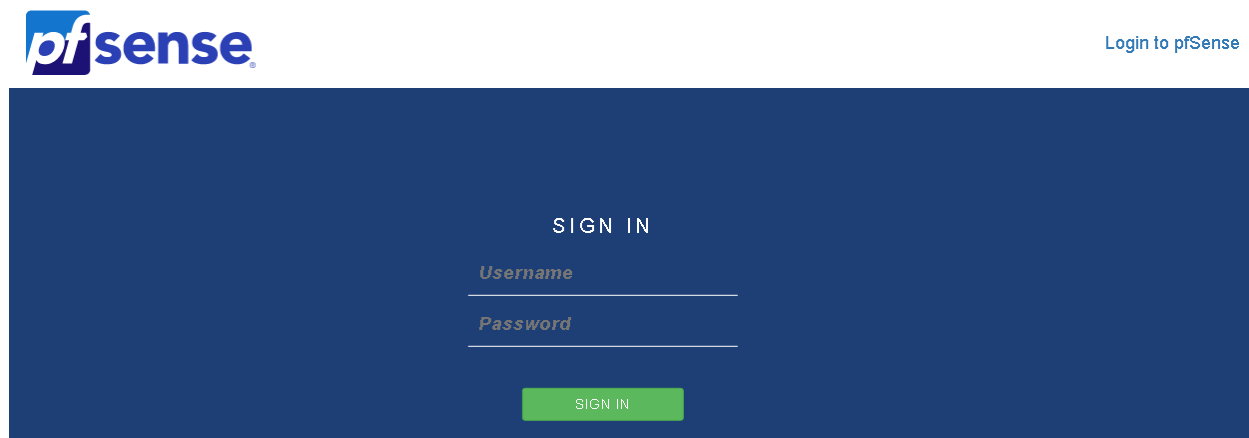 pfsense®
Login to pfSense
SIGN IN
Username
Password
SIGN IN